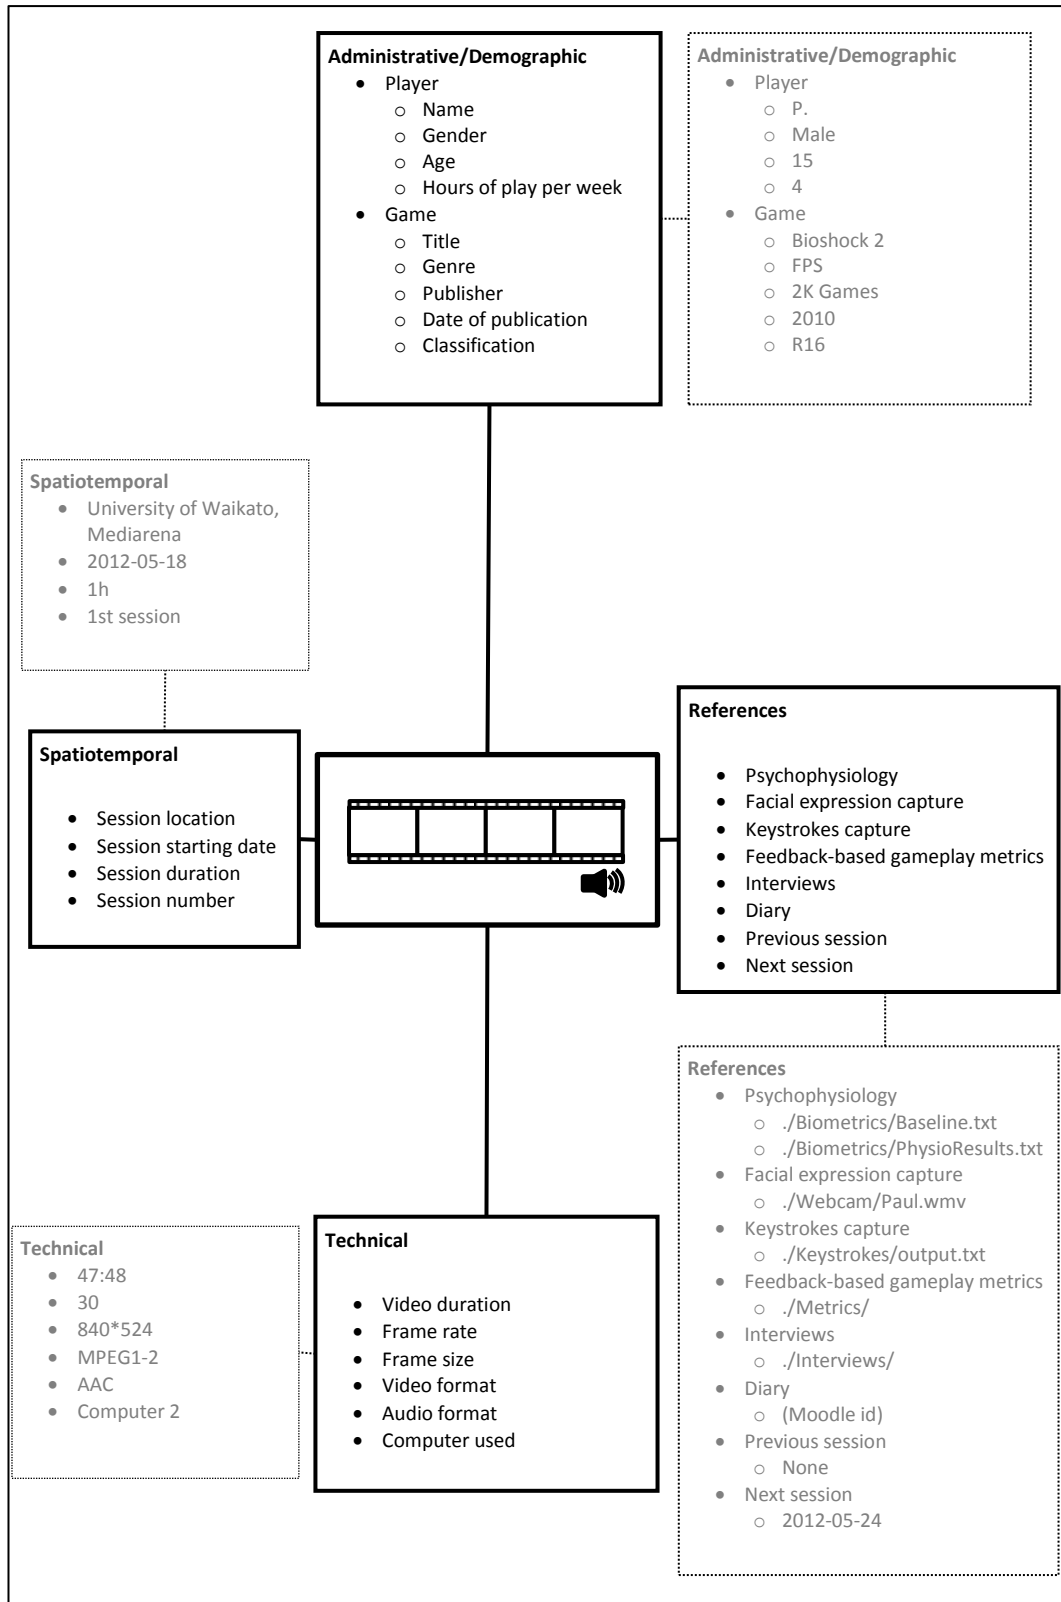 Administrative/Demographic
• Player
o Name
o Gender
o Age
o Hours of play per week
• Game
o Title
o Genre
o Publisher
o Date of publication
o Classification
Administrative/Demographic
• Player
o P.
o Male
o 15
o 4
• Game
o Bioshock 2
o FPS
o 2K Games
o 2010
o R16
Spatiotemporal
• University of Waikato,
Mediarena
• 2012-05-18
• 1h
• 1st session
Spatiotemporal
• Session location
• Session starting date
• Session duration
• Session number
References
• Psychophysiology
• Facial expression capture
• Keystrokes capture
• Feedback-based gameplay metrics
• Interviews
• Diary
• Previous session
• Next session
References
• Psychophysiology
o ./Biometrics/Baseline.txt
o ./Biometrics/PhysioResults.txt
• Facial expression capture
o ./Webcam/Paul.wmv
• Keystrokes capture
o ./Keystrokes/output.txt
• Feedback-based gameplay metrics
o ./Metrics/
• Interviews
o ./Interviews/
• Diary
o (Moodle id)
• Previous session
o None
• Next session
o 2012-05-24
Technical
• 47:48
• 30
• 840*524
• MPEG1-2
• AAC
• Computer 2
Technical
• Video duration
• Frame rate
• Frame size
• Video format
• Audio format
• Computer used